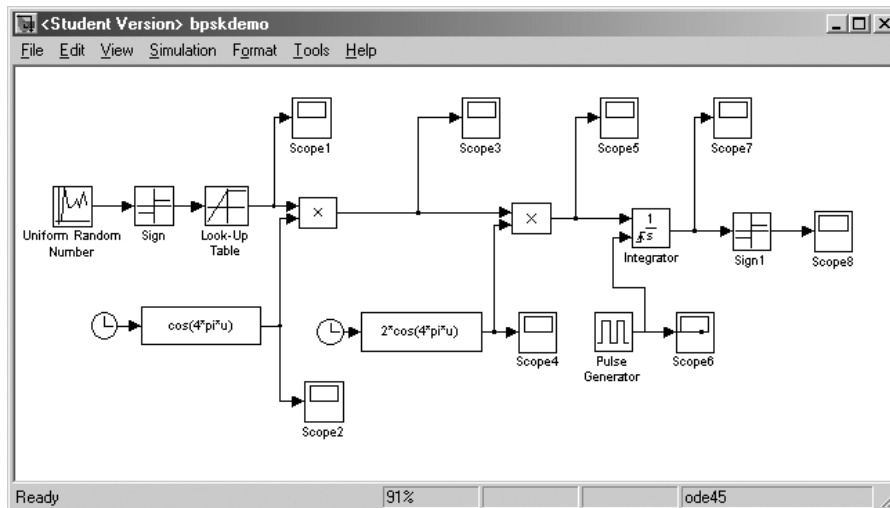 <Student Version> bpskdemo
File Edit View Simulation Format Tools Help
Scope1
Scope3
Scope5
Scope7
Uniform Random
Number
Sign
Look-Up
Table
×
×
1
s
Integrator
Sign1
Scope8
cos(4*pi*u)
2*cos(4*pi*u)
Scope4
Pulse
Generator
Scope6
Scope2
Ready 91% ode45